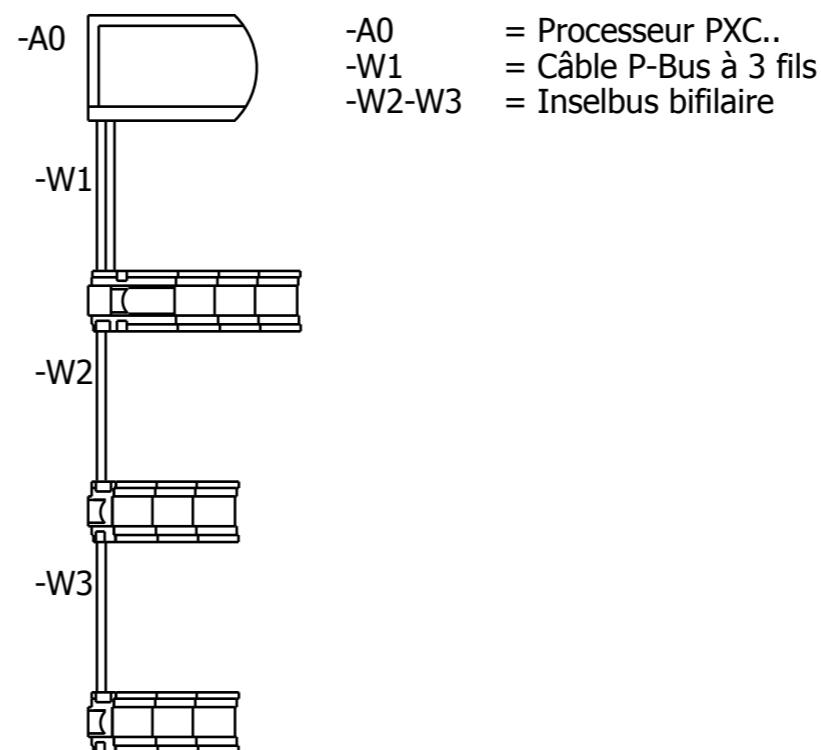 -A0
-A0 = Processeur PXC..
-W1 = Câble P-Bus à 3 fils
-W2-W3 = Inselbus bifilaire
-W1
-W2
-W3